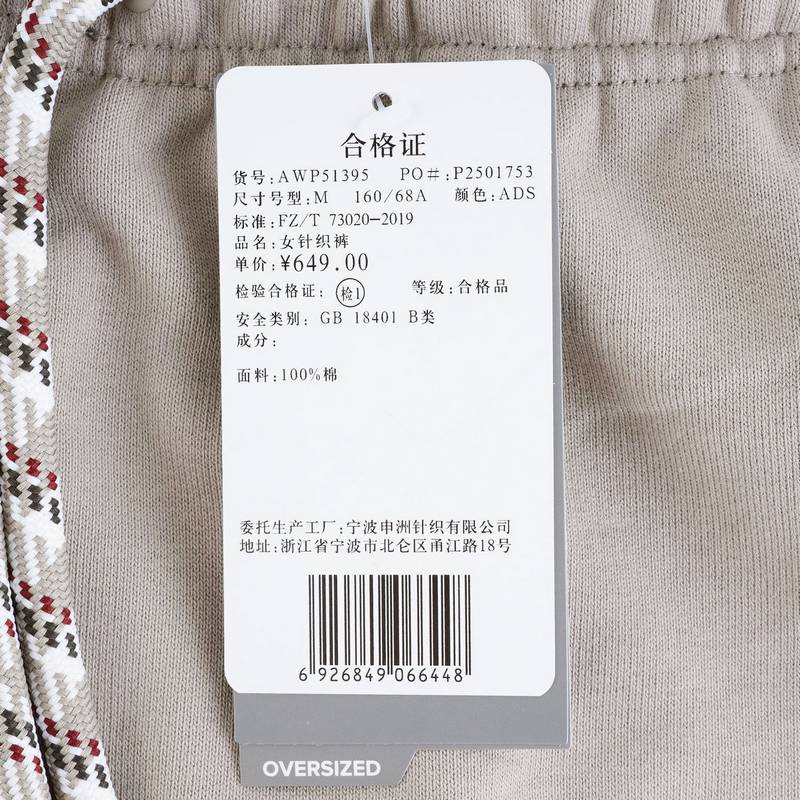 合格证
货号:AWP51395 PO#:P2501753
尺寸号型:M 160/68A 颜色:ADS
标准:FZ/T 73020-2019
品名:女针织裤
单价:¥649.00
检验合格证: 检1 等级:合格品
安全类别: GB 18401 B类
成分:
面料:100%棉
委托生产工厂:宁波申洲针织有限公司
地址:浙江省宁波市北仑区甬江路18号
6 926849 066448
OVERSIZED